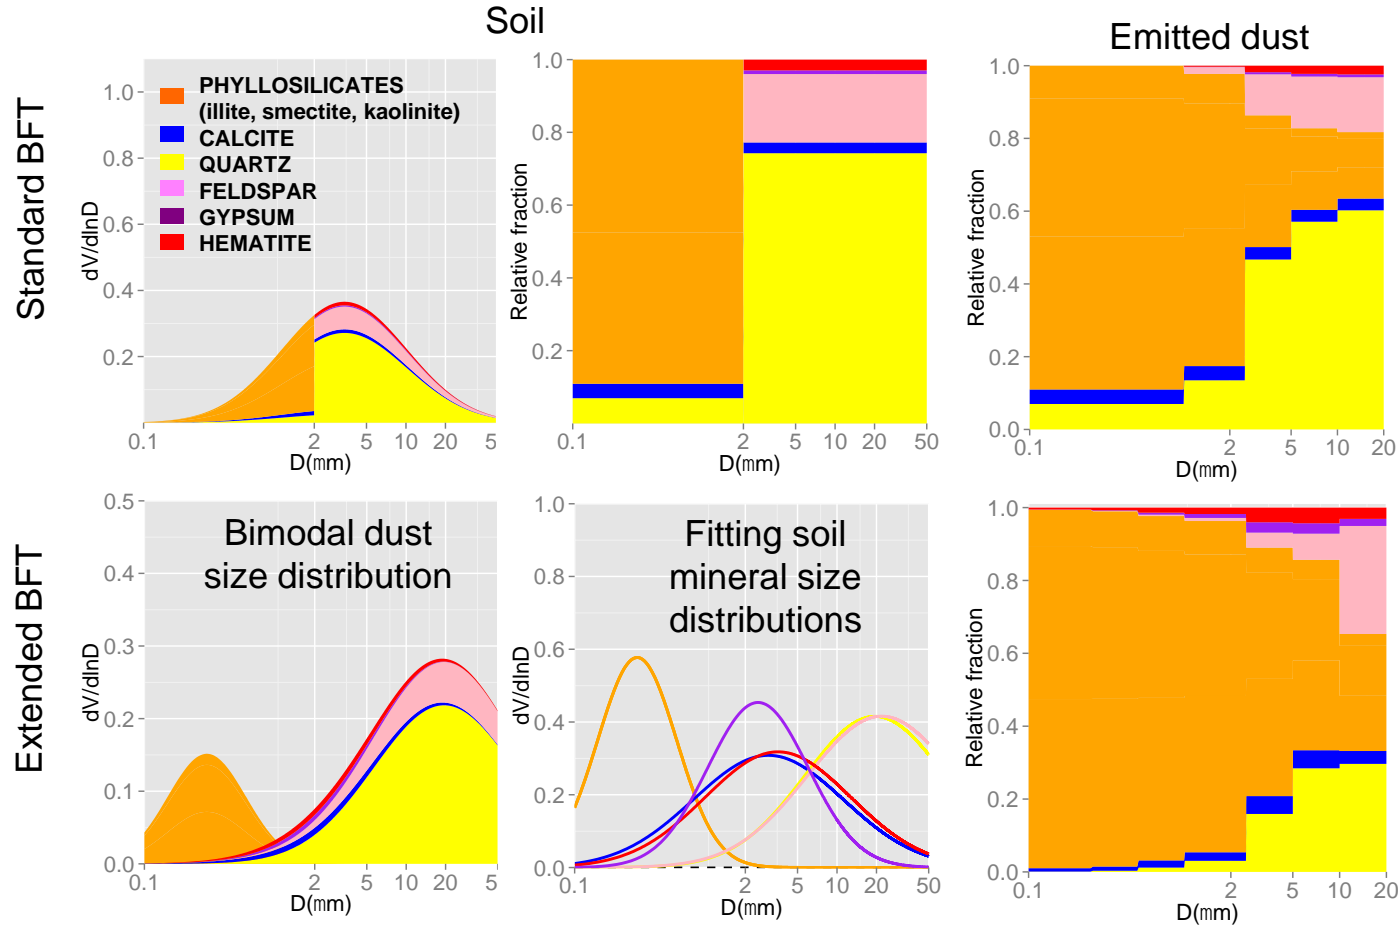 Soil
Emitted dust
Standard BFT
dV/dlnD
1.0
0.8
0.6
0.4
0.2
PHYLLOSILICATES
(illite, smectite, kaolinite)
CALCITE
QUARTZ
FELDSPAR
GYPSUM
HEMATITE
0.1 2 5 10 20 50
D(mm)
Relative fraction
1.0
0.8
0.6
0.4
0.2
0.1 2 5 10 20 50
D(mm)
Relative fraction
1.0
0.8
0.6
0.4
0.2
0.0
0.1 2 5 10 20
D(mm)
Extended BFT
dV/dlnD
0.5
0.4
0.3
0.2
0.1
0.0
Bimodal dust
size distribution
0.1 2 5 10 20 5
D(mm)
dV/dlnD
1.0
0.8
0.6
0.4
0.2
0.0
Fitting soil
mineral size
distributions
0.1 2 5 10 20 50
D(mm)
Relative fraction
1.0
0.8
0.6
0.4
0.2
0.0
0.1 2 5 10 20
D(mm)